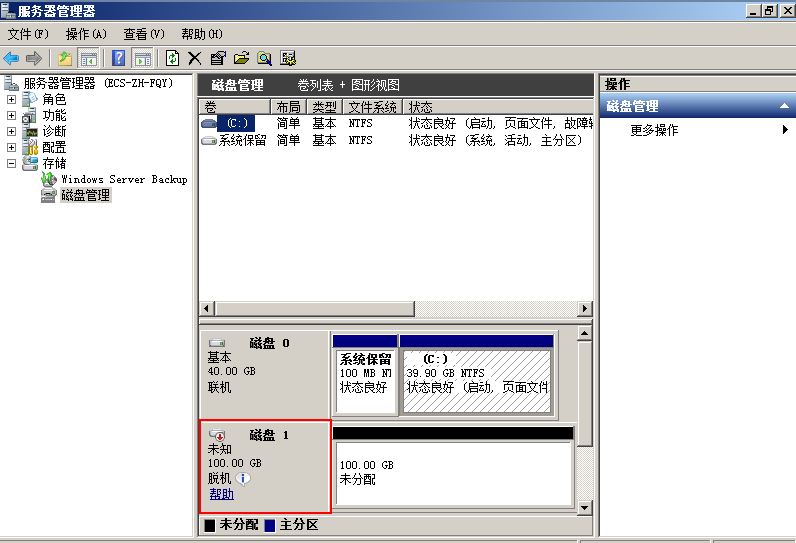 服务器管理器
文件(F) 操作(A) 查看(V) 帮助(H)
服务器管理器 (ECS-ZH-FQY)
角色
功能
诊断
配置
存储
Windows Server Backup
磁盘管理
磁盘管理 卷列表 + 图形视图
卷 布局 类型 文件系统 状态
(C:) 简单 基本 NTFS 状态良好 (启动, 页面文件, 故障转
系统保留 简单 基本 NTFS 状态良好 (系统, 活动, 主分区)
磁盘 0
基本
40.00 GB
联机
系统保留
100 MB NT
状态良好
(C:)
39.90 GB NTFS
状态良好 (启动, 页面文件
磁盘 1
未知
100.00 GB
脱机
帮助
100.00 GB
未分配
未分配 主分区
操作
磁盘管理
更多操作